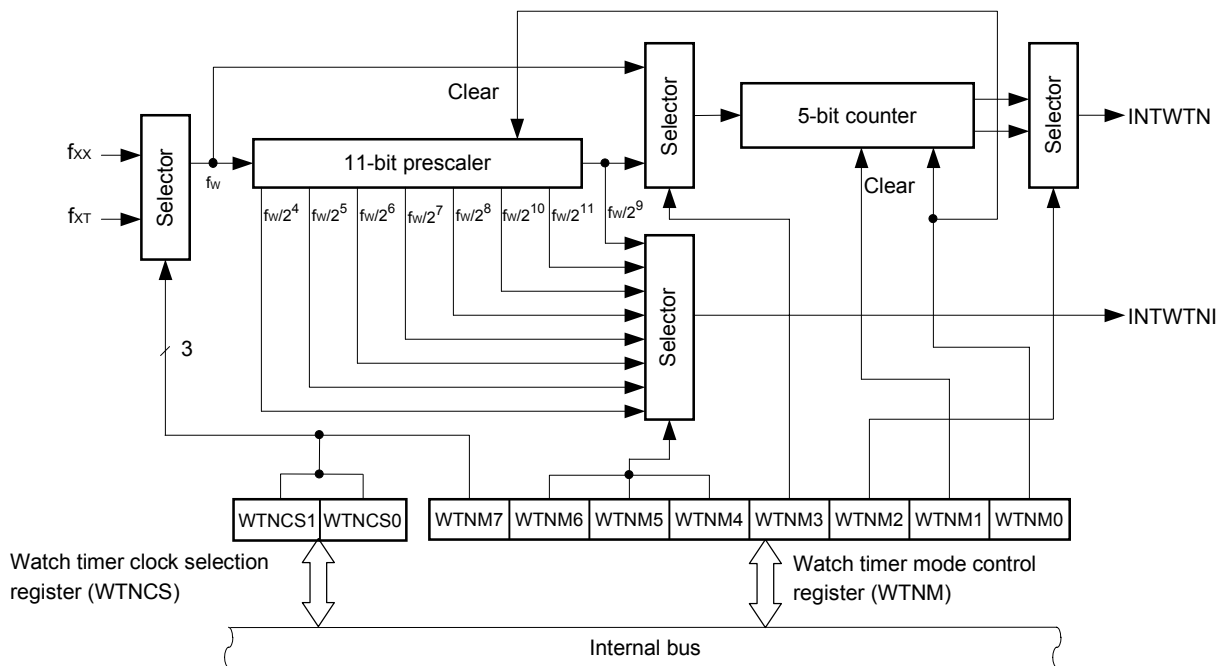 Clear
Selector
5-bit counter
Selector
INTWTN
fXX
Selector
fW
11-bit prescaler
Clear
fXT
fW/2^4
fW/2^5
fW/2^6
fW/2^7
fW/2^8
fW/2^10
fW/2^11
fW/2^9
Selector
INTWTNI
3
WTNCS1
WTNCS0
WTNM7
WTNM6
WTNM5
WTNM4
WTNM3
WTNM2
WTNM1
WTNM0
Watch timer clock selection
register (WTNCS)
Watch timer mode control
register (WTNM)
Internal bus